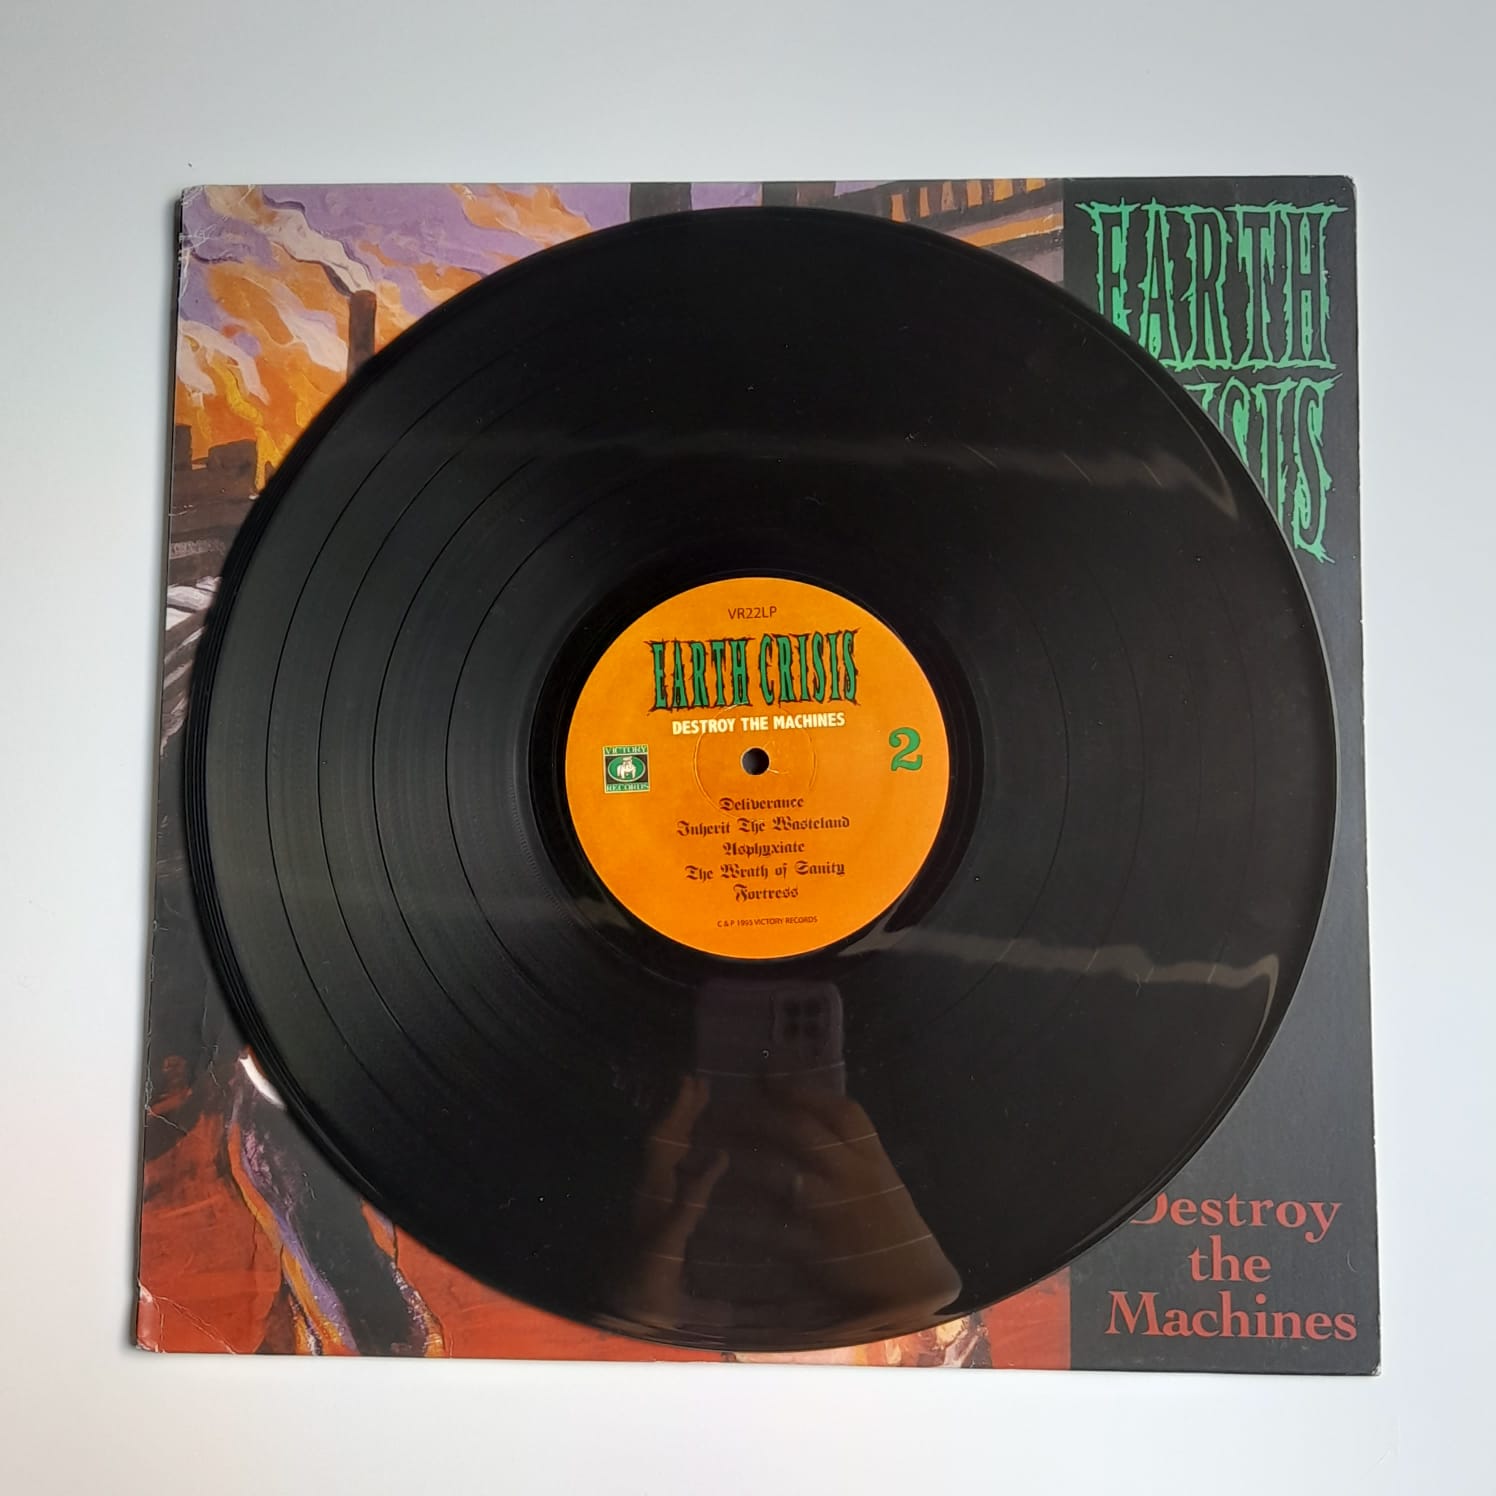 EARTH
ISIS
VR22LP
EARTH CRISIS
DESTROY THE MACHINES
VICTORY
RECORDS
2
Deliverance
Inherit The Wasteland
Asphyxiate
The Wrath of Sanity
Fortress
C & P 1995 VICTORY RECORDS
Destroy
the
Machines